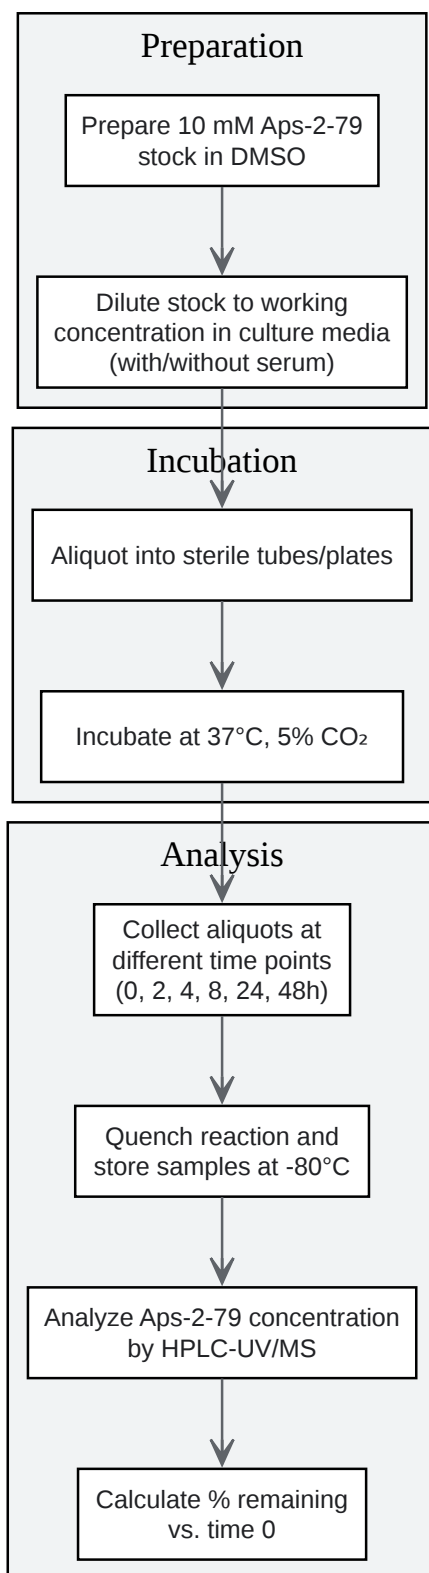 Preparation
Prepare 10 mM Aps-2-79
stock in DMSO
Dilute stock to working
concentration in culture media
(with/without serum)
Incubation
Aliquot into sterile tubes/plates
Incubate at 37°C, 5% CO₂
Analysis
Collect aliquots at
different time points
(0, 2, 4, 8, 24, 48h)
Quench reaction and
store samples at -80°C
Analyze Aps-2-79 concentration
by HPLC-UV/MS
Calculate % remaining
vs. time 0